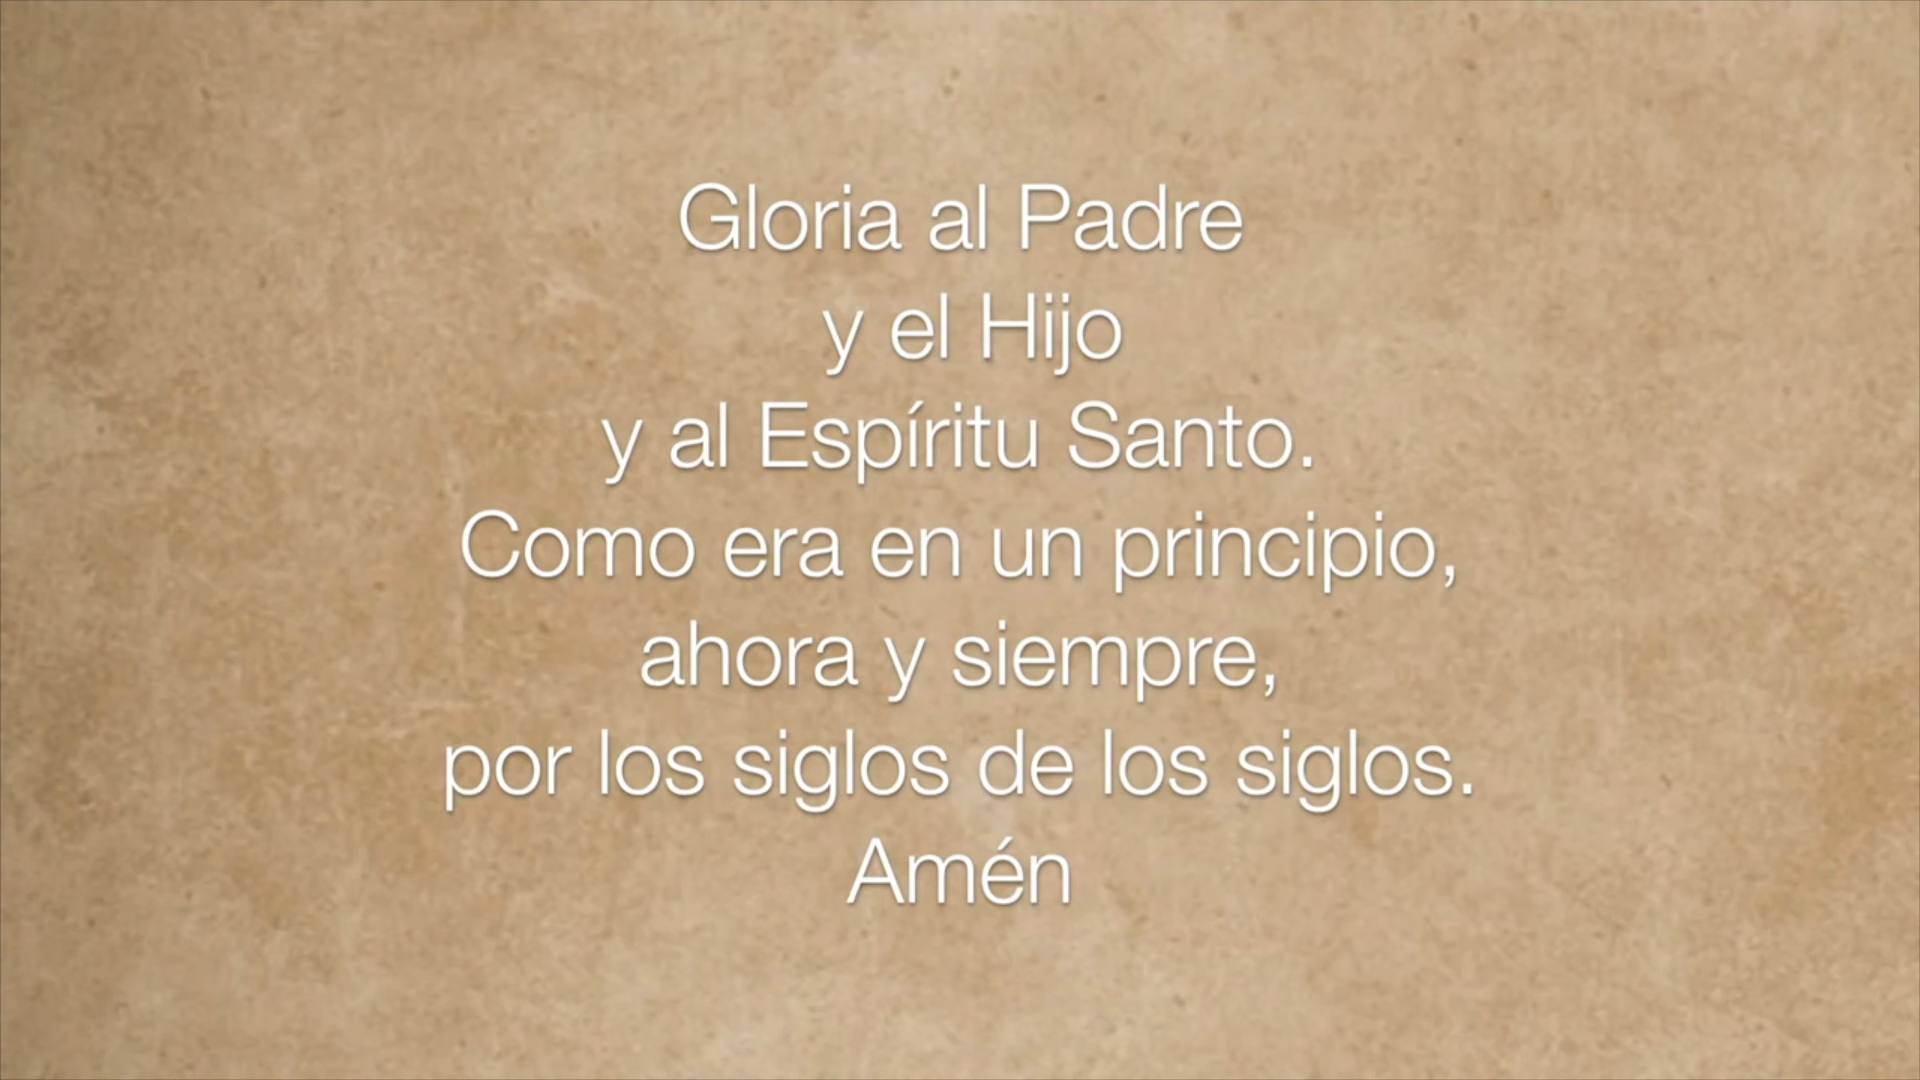 Gloria al Padre
y el Hijo
y al Espíritu Santo.
Como era en un principio,
ahora y siempre,
por los siglos de los siglos.
Amén